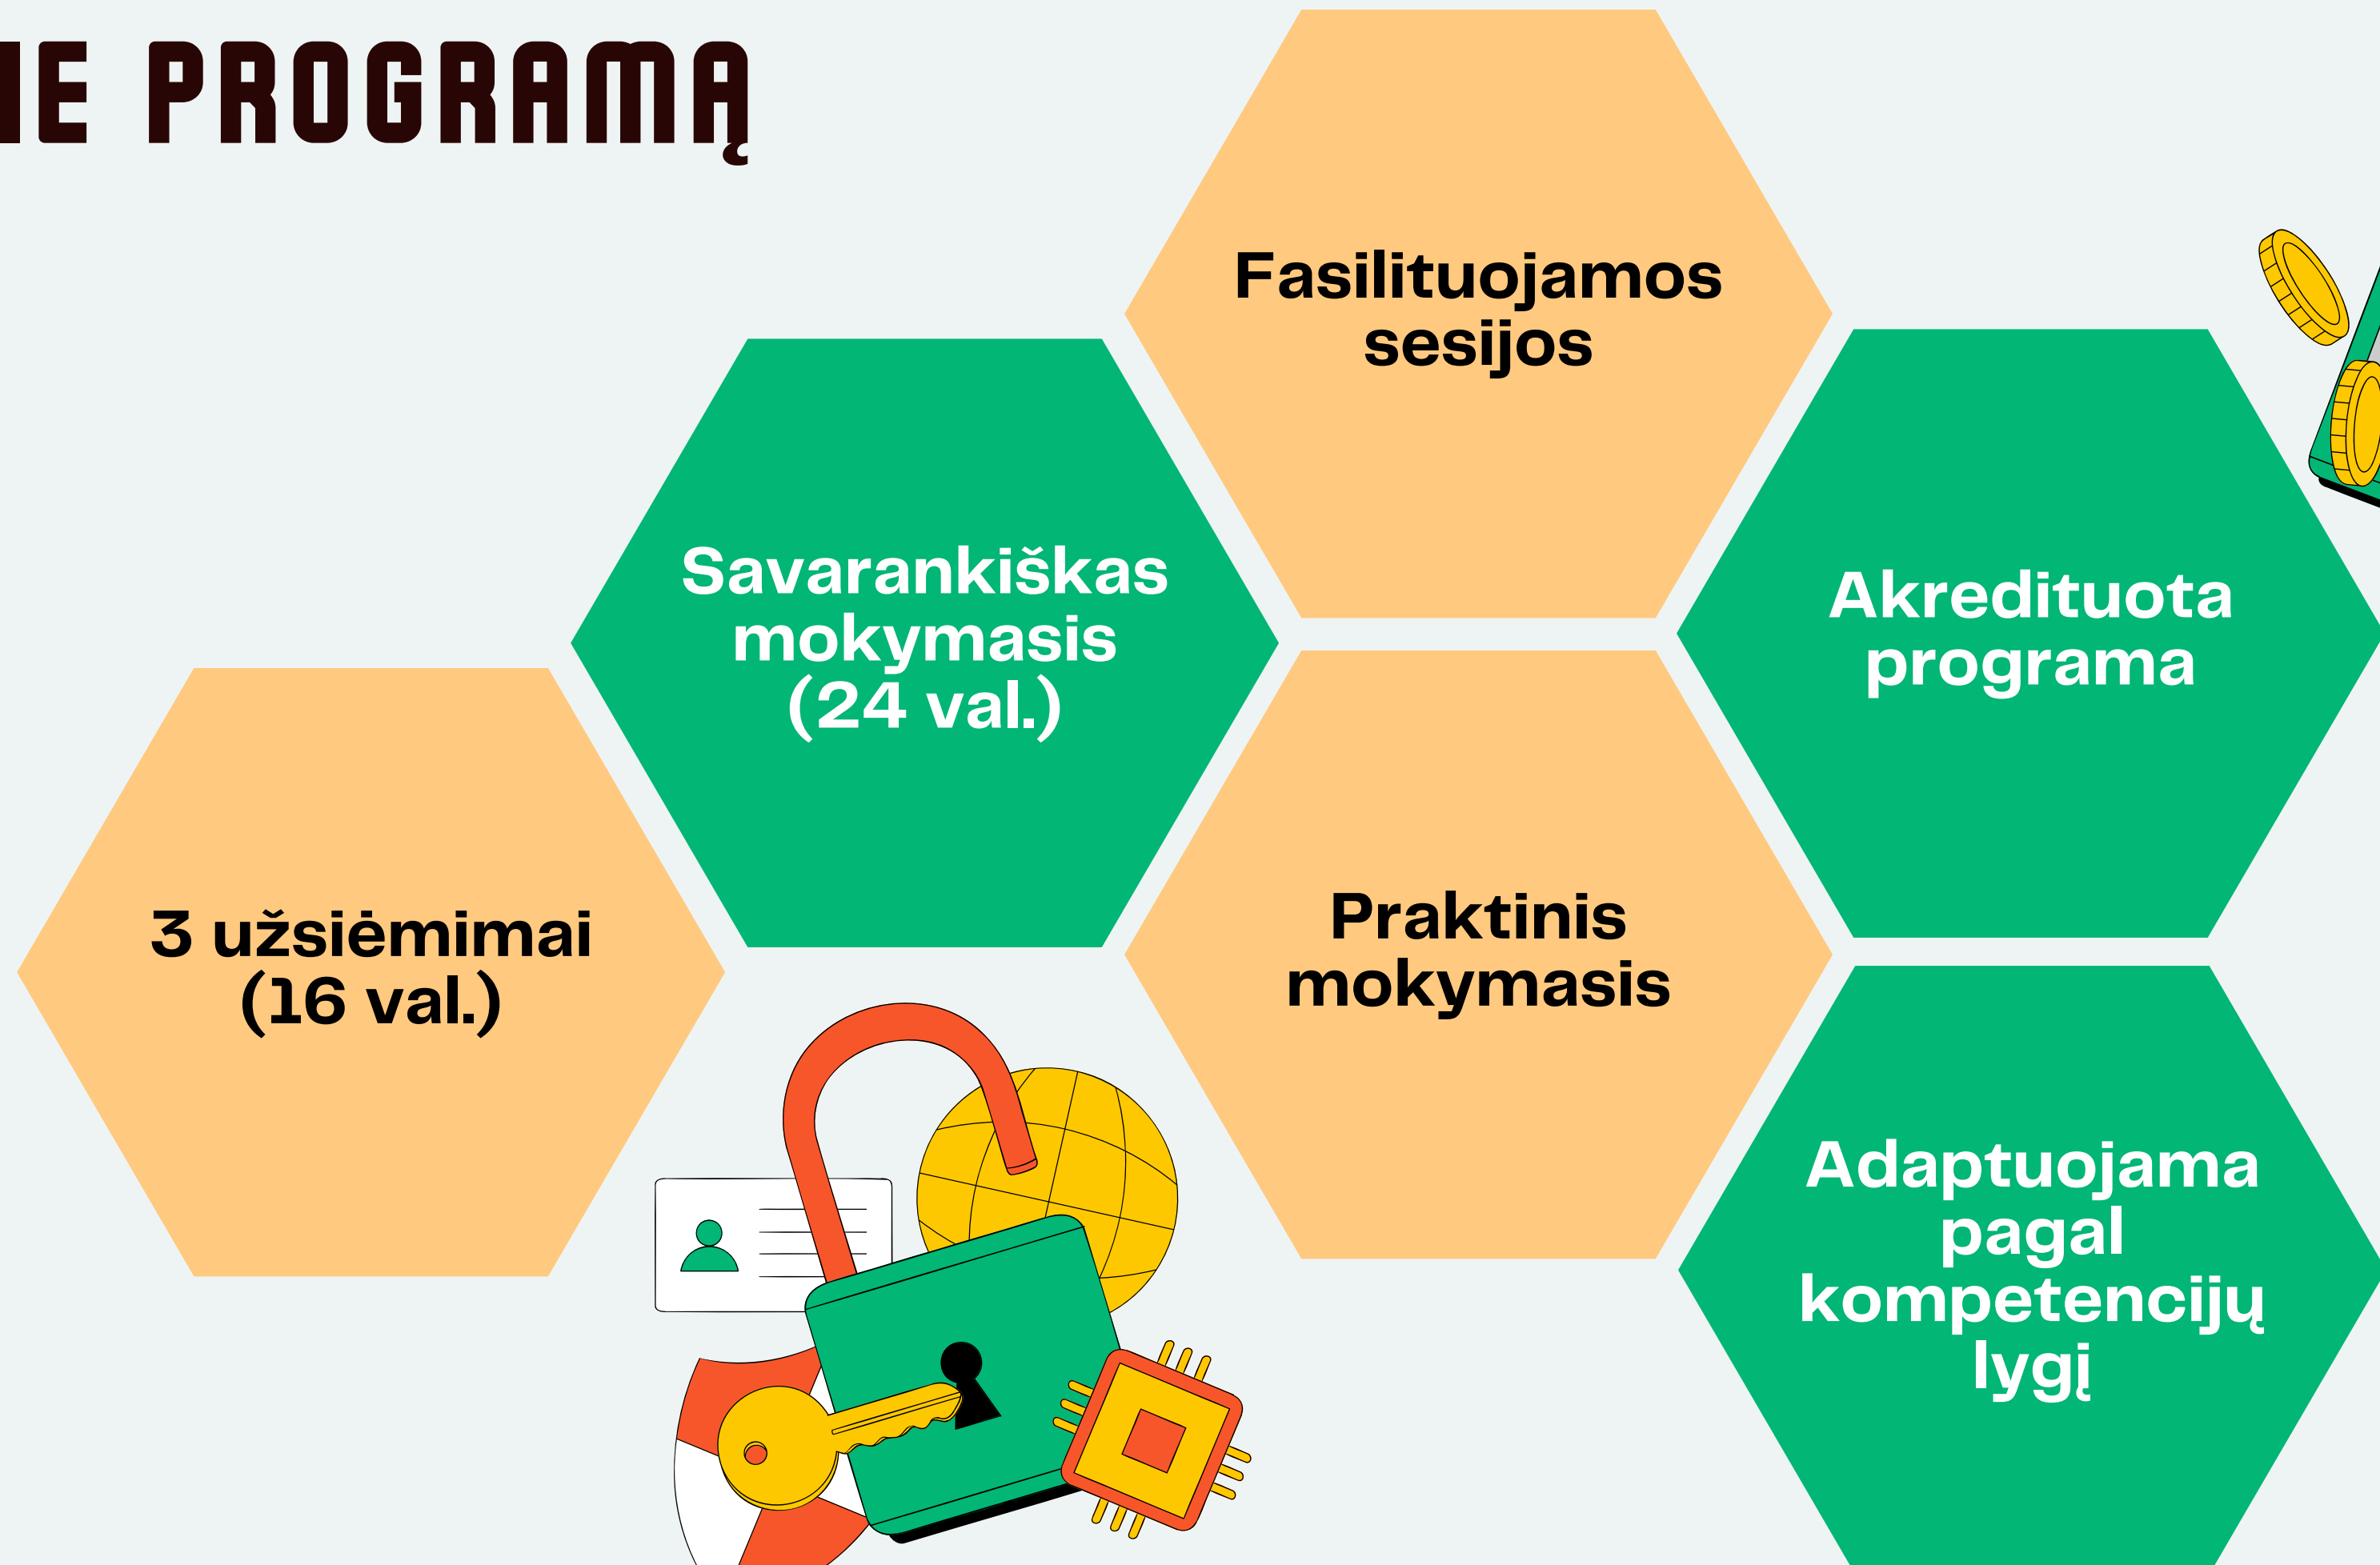 IE PROGRAMĄ
Fasilituojamos
sesijos
Savarankiškas
mokymasis
(24 val.)
Akredituota
programa
3 užsiėmimai
(16 val.)
Praktinis
mokymasis
Adaptuojama
pagal
kompetencijų
lygį